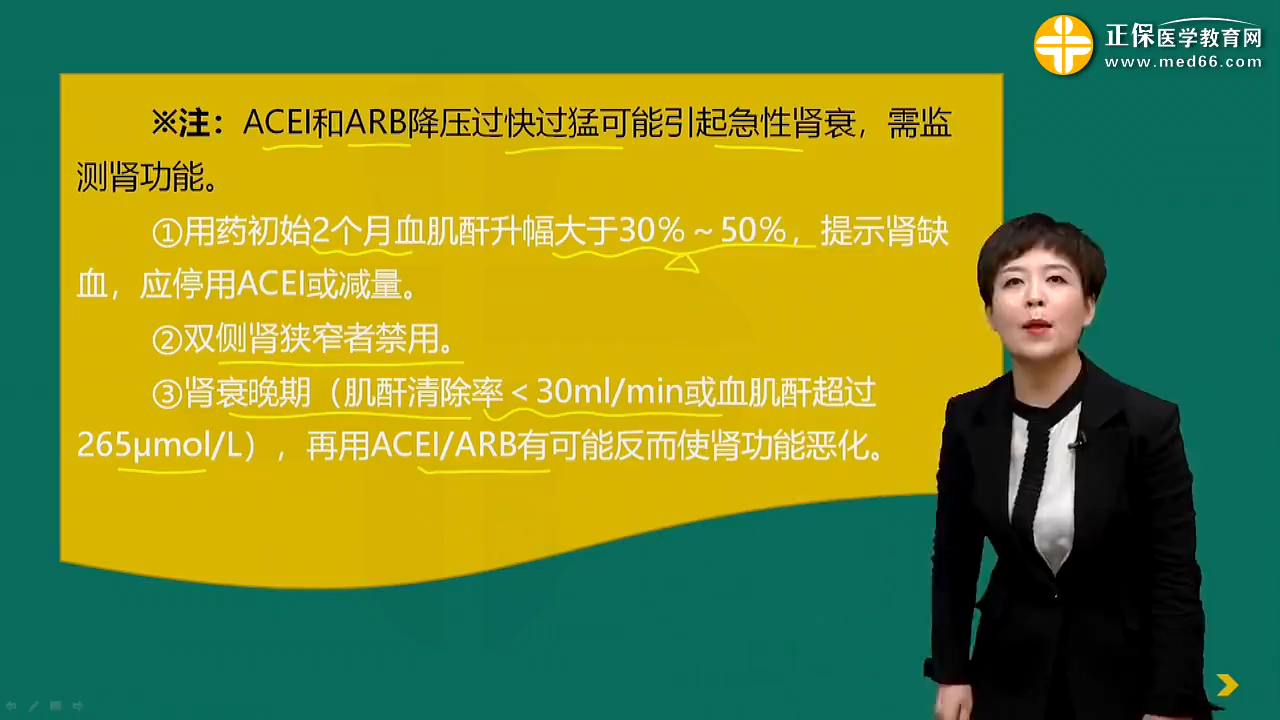 正保医学教育网
www.med66.com
※注：ACEI和ARB降压过快过猛可能引起急性肾衰，需监
测肾功能。
①用药初始2个月血肌酐升幅大于30%～50%，提示肾缺
血，应停用ACEI或减量。
②双侧肾狭窄者禁用。
③肾衰晚期（肌酐清除率＜30ml/min或血肌酐超过
265μmol/L），再用ACEI/ARB有可能反而使肾功能恶化。